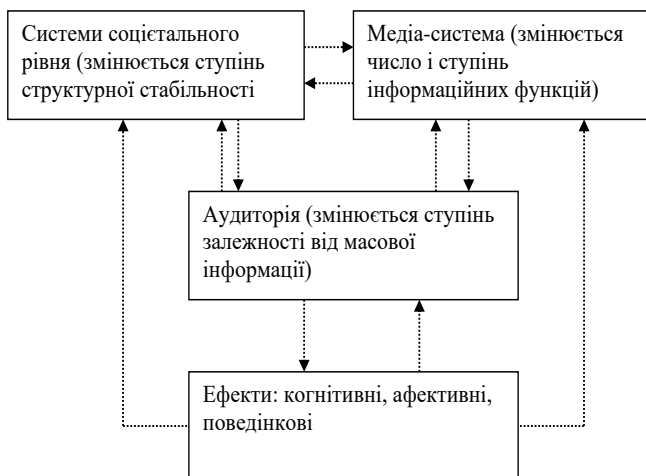 Системи соцієтального
рівня (змінюється ступінь
структурної стабільності
Медіа-система (змінюється
число і ступінь
інформаційних функцій)
Аудиторія (змінюється ступінь
залежності від масової
інформації)
Ефекти: когнітивні, афективні,
поведінкові